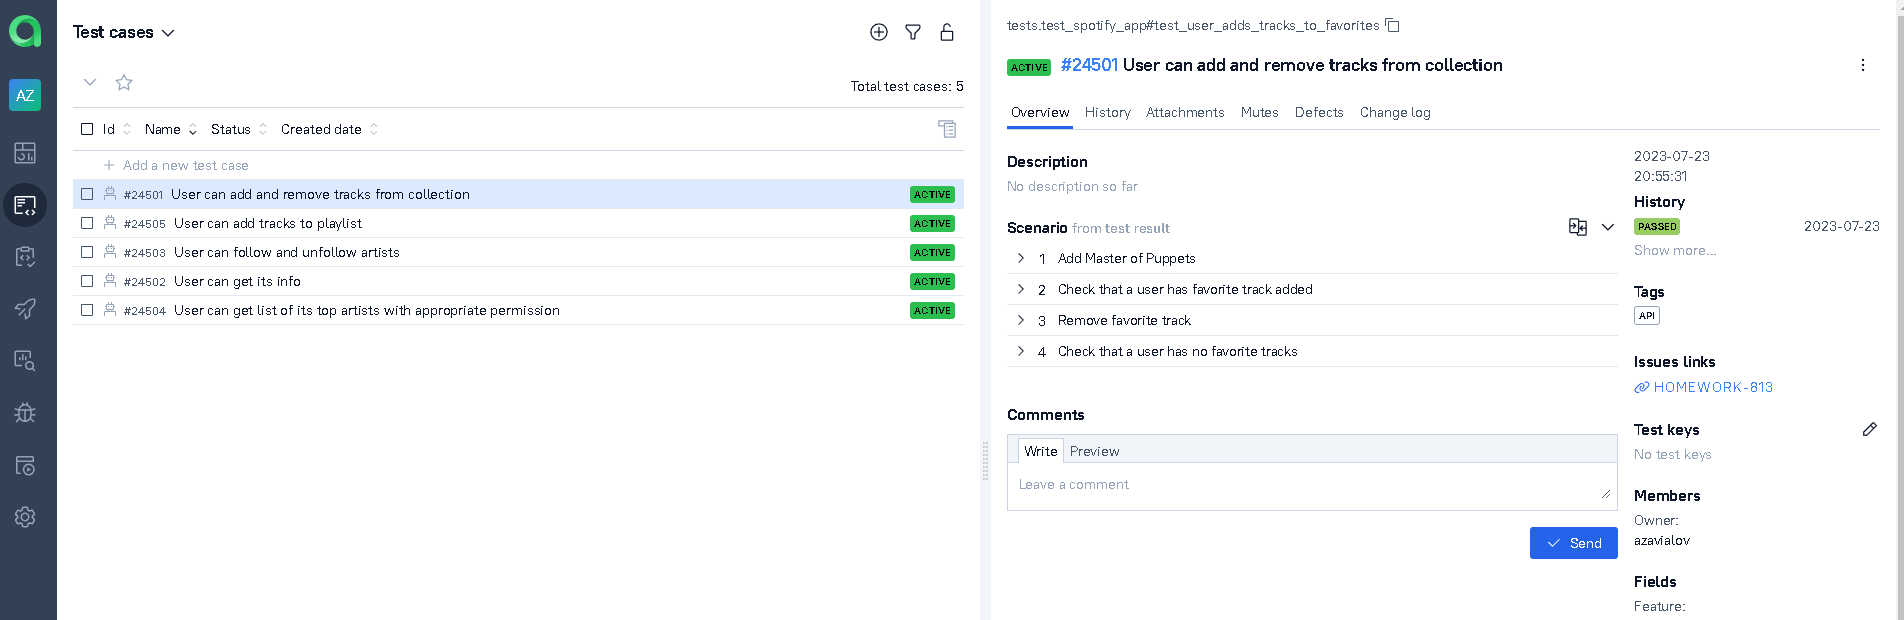 AZ
Test cases
Total test cases: 5
Id Name Status Created date
Add a new test case
#24501 User can add and remove tracks from collection ACTIVE
#24505 User can add tracks to playlist ACTIVE
#24503 User can follow and unfollow artists ACTIVE
#24502 User can get its info ACTIVE
#24504 User can get list of its top artists with appropriate permission ACTIVE
tests.test_spotify_app#test_user_adds_tracks_to_favorites
ACTIVE #24501 User can add and remove tracks from collection
Overview History Attachments Mutes Defects Change log
Description
No description so far
Scenario from test result
1 Add Master of Puppets
2 Check that a user has favorite track added
3 Remove favorite track
4 Check that a user has no favorite tracks
Comments
Write Preview
Leave a comment
Send
2023-07-23
20:55:31
History
PASSED 2023-07-23
Show more...
Tags
API
Issues links
HOMEWORK-813
Test keys
No test keys
Members
Owner:
azavialov
Fields
Feature: